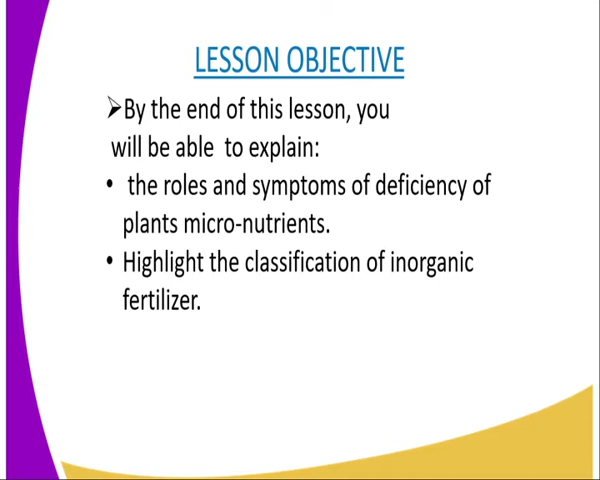 LESSON OBJECTIVE
➢By the end of this lesson, you
will be able to explain:
• the roles and symptoms of deficiency of
plants micro-nutrients.
• Highlight the classification of inorganic
fertilizer.